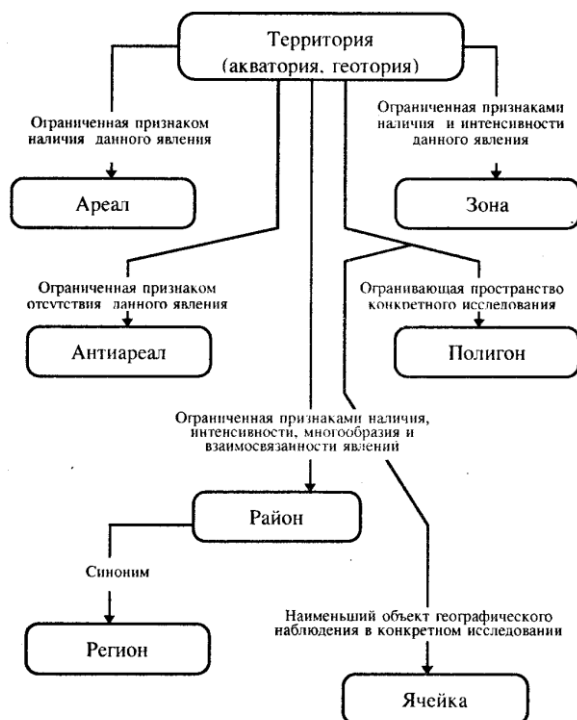 Территория
(акватория, геотория)
Ограниченная признаком
наличия данного явления
Ограниченная признаками
наличия и интенсивности
данного явления
Ареал
Зона
Ограниченная признаком
отсутствия данного явления
Огранивающая пространство
конкретного исследования
Антиареал
Полигон
Ограниченная признаками наличия,
интенсивности, многообразия и
взаимосвязанности явлений
Район
Синоним
Наименьший объект географического
наблюдения в конкретном исследовании
Регион
Ячейка